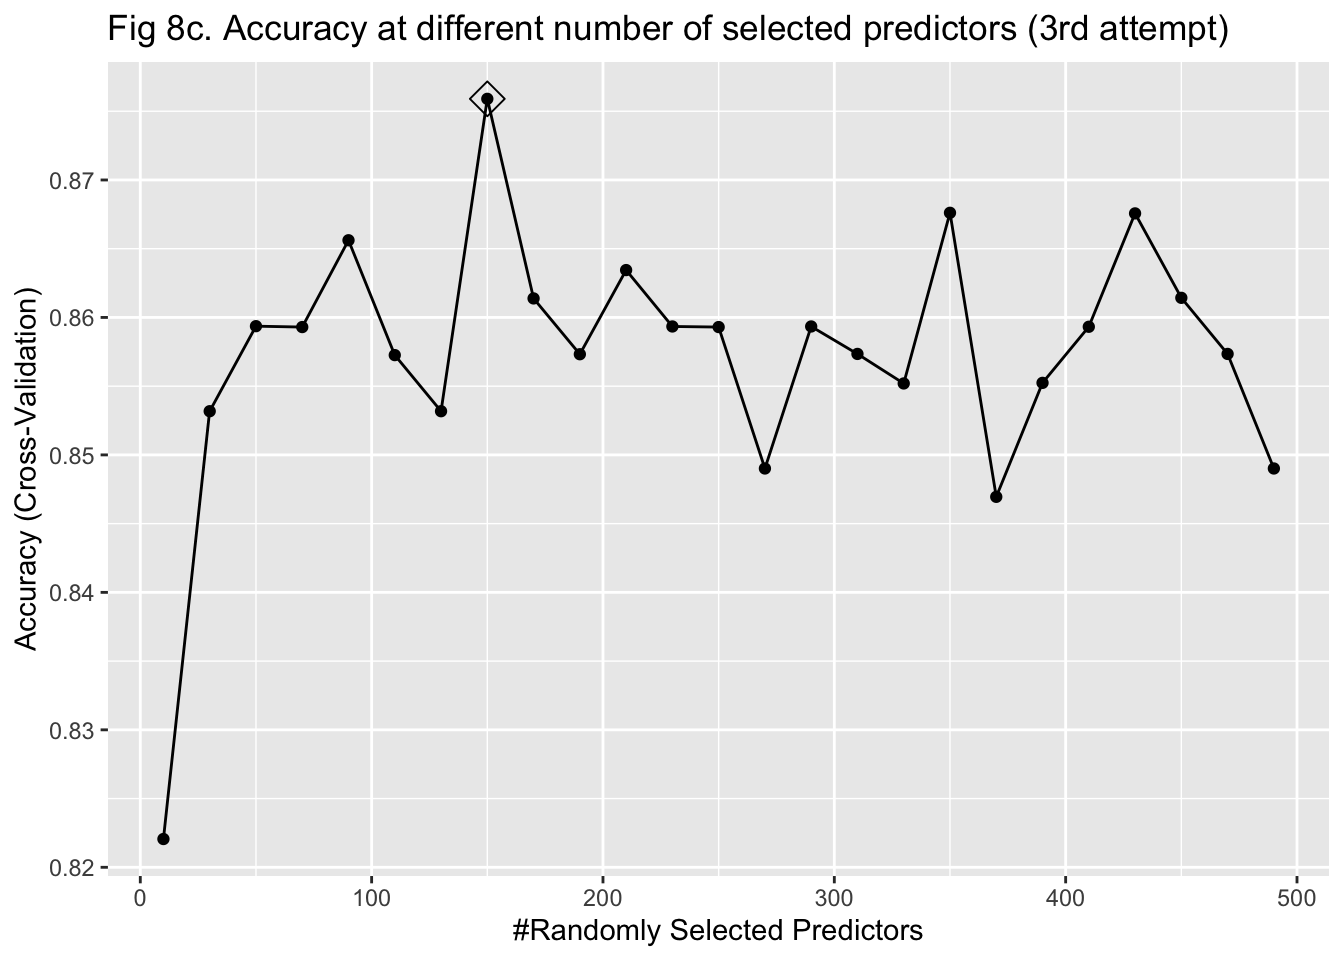 Fig 8c. Accuracy at different number of selected predictors (3rd attempt)
Accuracy (Cross-Validation)
0.87
0.86
0.85
0.84
0.83
0.82
0 100 200 300 400 500
#Randomly Selected Predictors